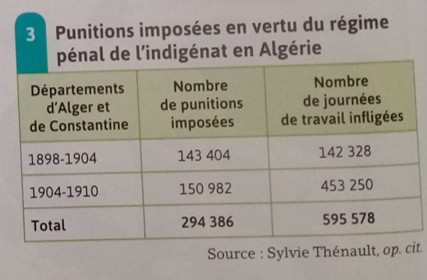 3 Punitions imposées en vertu du régime
pénal de l'indigénat en Algérie
Départements
d'Alger et
de Constantine
Nombre
de punitions
imposées
Nombre
de journées
de travail infligées
1898-1904 143 404 142 328
1904-1910 150 982 453 250
Total 294 386 595 578
Source : Sylvie Thénault, op. cit.